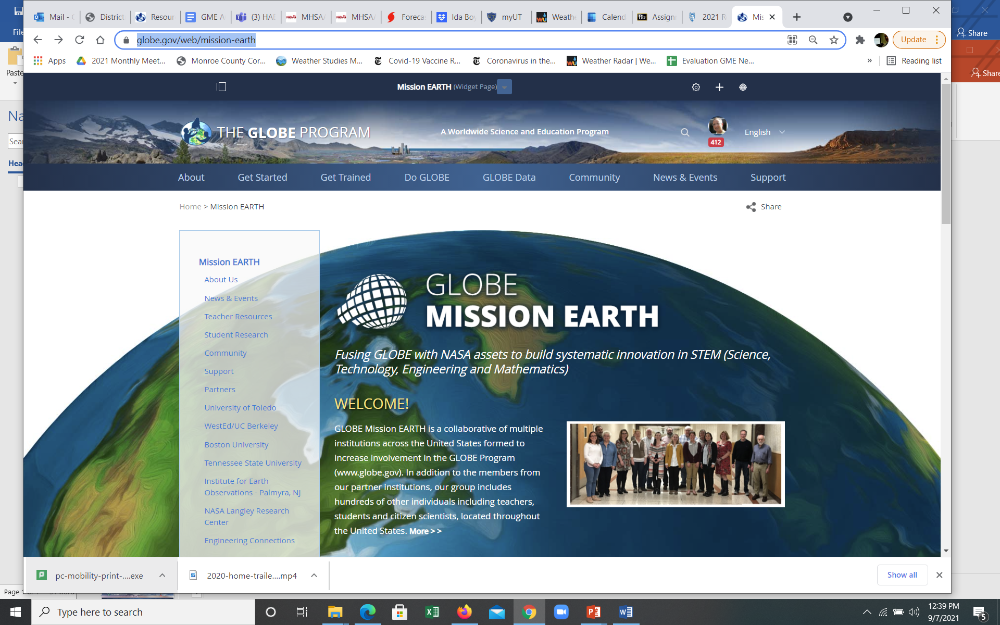 File
Share
Mail - 
District
Resour
GME A
(3) HAE
MHSAA
MHSAA
Foreca
Ida Boy
myUT
Weathe
Calend
Bb Assign
2021 R
Mis
globe.gov/web/mission-earth
Update
Apps
2021 Monthly Meet...
Monroe County Cor...
Weather Studies M...
Covid-19 Vaccine R...
Coronavirus in the...
Weather Radar | We...
Evaluation GME Ne...
»
Reading list
Paste
Share
Mission EARTH (Widget Page)
Na
Sear
Hea
THE GLOBE PROGRAM
A Worldwide Science and Education Program
412
English
About
Get Started
Get Trained
Do GLOBE
GLOBE Data
Community
News & Events
Support
Home > Mission EARTH
Share
Mission EARTH
About Us
News & Events
Teacher Resources
Student Research
Community
Support
Partners
University of Toledo
WestEd/UC Berkeley
Boston University
Tennessee State University
Institute for Earth
Observations - Palmyra, NJ
NASA Langley Research
Center
Engineering Connections
GLOBE
MISSION EARTH
Fusing GLOBE with NASA assets to build systematic innovation in STEM (Science,
Technology, Engineering and Mathematics)
WELCOME!
GLOBE Mission EARTH is a collaborative of multiple
institutions across the United States formed to
increase involvement in the GLOBE Program
(www.globe.gov). In addition to the members from
our partner institutions, our group includes
hundreds of other individuals including teachers,
students and citizen scientists, located throughout
the United States. More > >
pc-mobility-print-....exe
2020-home-traile....mp4
Show all
Page 1
Type here to search
12:39 PM
9/7/2021
5